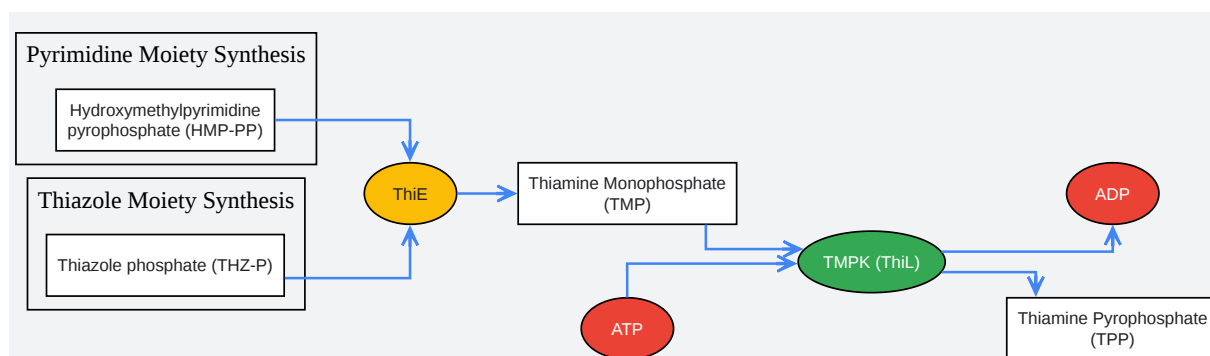 Pyrimidine Moiety Synthesis
Hydroxymethylpyrimidine
pyrophosphate (HMP-PP)
Thiazole Moiety Synthesis
Thiazole phosphate (THZ-P)
ThiE
Thiamine Monophosphate
(TMP)
ATP
TMPK (ThiL)
ADP
Thiamine Pyrophosphate
(TPP)